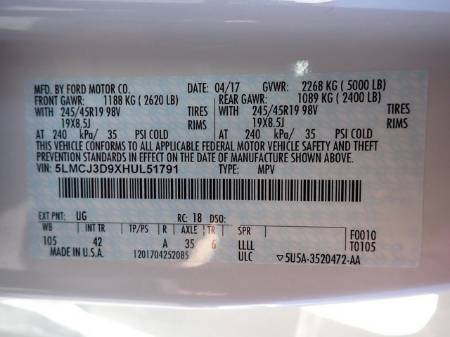 MFD. BY FORD MOTOR CO. 04/17 GVWR: 2268 KG ( 5000 LB)
FRONT GAWR: 1188 KG ( 2620 LB) REAR GAWR: 1089 KG ( 2400 LB)
WITH 245/45R19 98V TIRES WITH 245/45R19 98V TIRES
19X8.5J RIMS 19X8.5J RIMS
AT 240 kPa/ 35 PSI COLD AT 240 kPa/ 35 PSI COLD
THIS VEHICLE CONFORMS TO ALL APPLICABLE FEDERAL MOTOR VEHICLE SAFETY AND THEFT PREVENTION STANDARDS IN EFFECT ON THE DATE OF MANUFACTURE SHOWN ABOVE.
VIN: 5LMCJ3D9XHUL51791 TYPE: MPV
EXT PNT: UG RC: 18 DSO: F0010
WB INT TR TP/PS R AXLE TR SPR T0105
105 42 A 35 6 LLLL
MADE IN U.S.A. 1201704252085 ULC ▽5U5A-3520472-AA